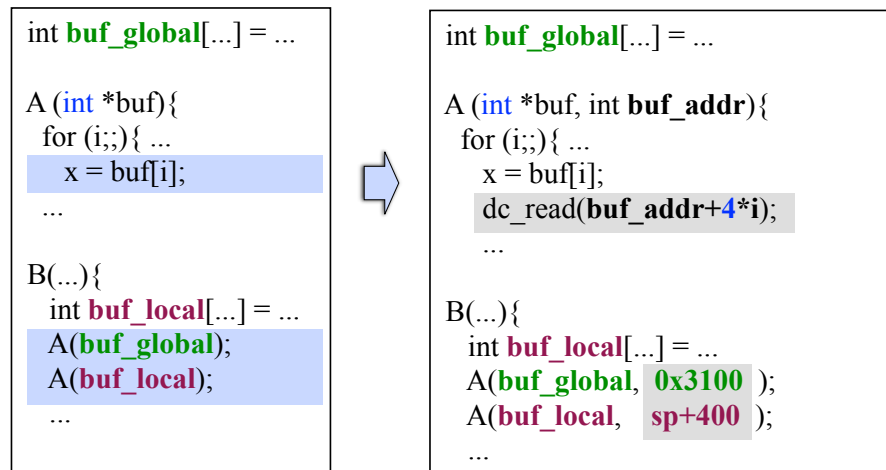 int buf_global[...] = ...
A (int *buf){
for (i;;){ ...
x = buf[i];
...
B(...){
int buf_local[...] = ...
A(buf_global);
A(buf_local);
...
int buf_global[...] = ...
A (int *buf, int buf_addr){
for (i;;){ ...
x = buf[i];
dc_read(buf_addr+4*i);
...
B(...){
int buf_local[...] = ...
A(buf_global, 0x3100 );
A(buf_local, sp+400 );
...